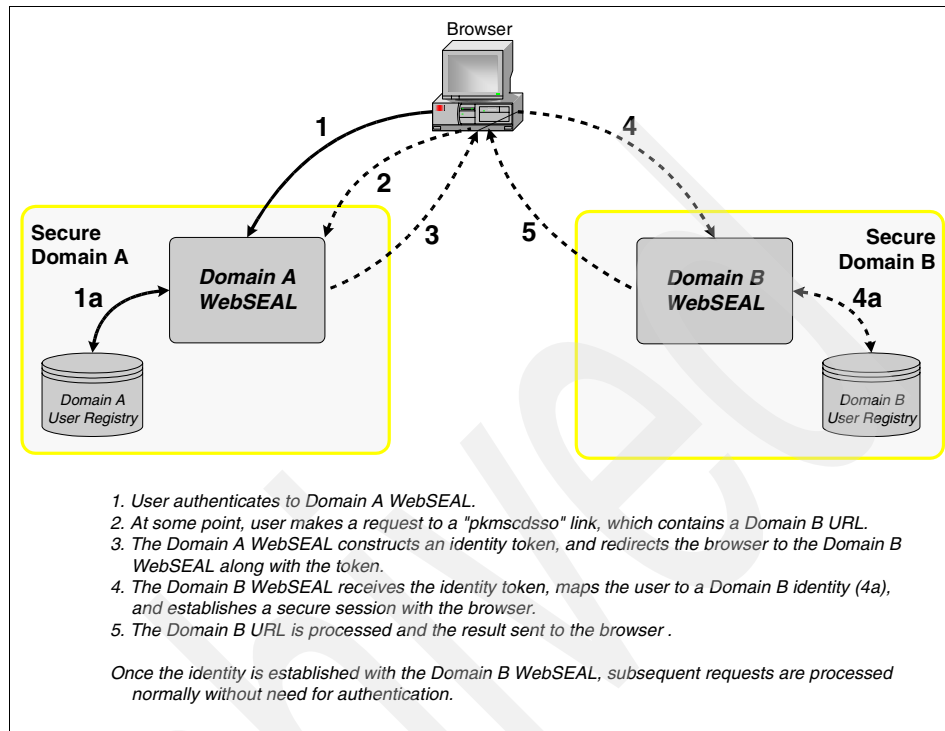 Browser
1
2
3
4
5
Secure
Domain A
Domain A
WebSEAL
1a
Domain A
User Registry
Secure
Domain B
Domain B
WebSEAL
4a
Domain B
User Registry
1. User authenticates to Domain A WebSEAL.
2. At some point, user makes a request to a "pkmscdsso" link, which contains a Domain B URL.
3. The Domain A WebSEAL constructs an identity token, and redirects the browser to the Domain B
WebSEAL along with the token.
4. The Domain B WebSEAL receives the identity token, maps the user to a Domain B identity (4a),
and establishes a secure session with the browser.
5. The Domain B URL is processed and the result sent to the browser .
Once the identity is established with the Domain B WebSEAL, subsequent requests are processed
normally without need for authentication.
hived